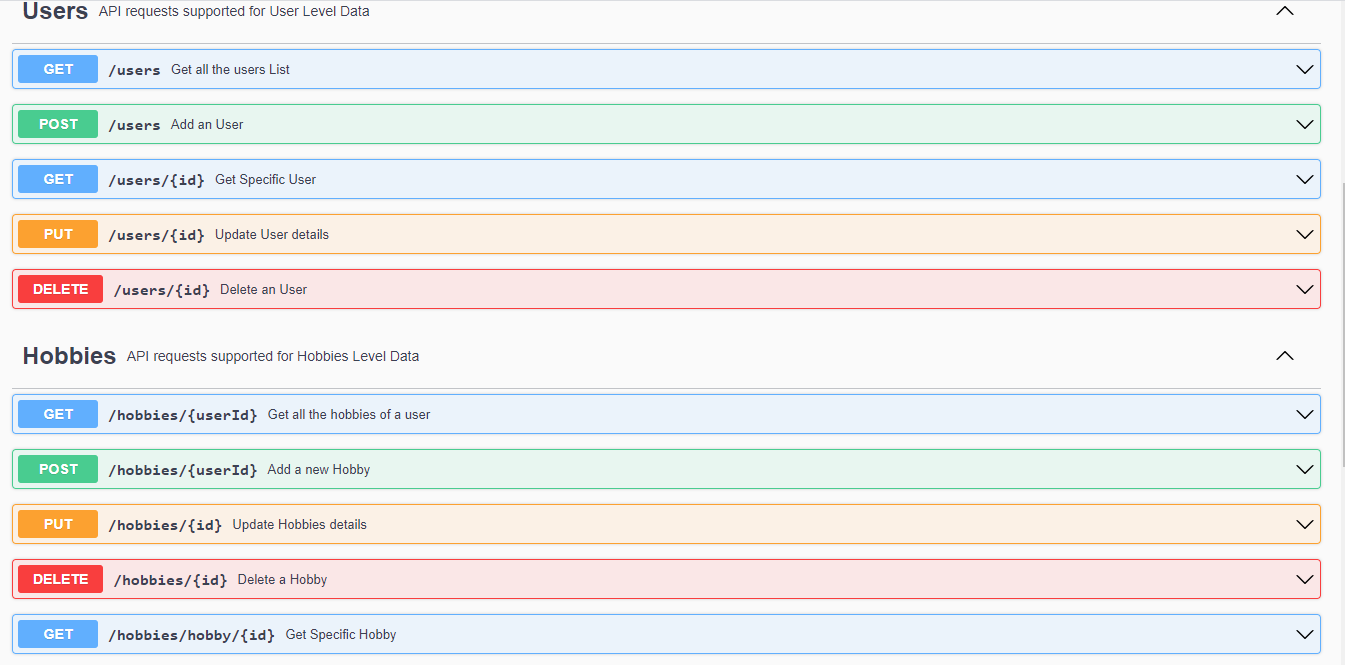 Users API requests supported for User Level Data
GET /users Get all the users List
POST /users Add an User
GET /users/{id} Get Specific User
PUT /users/{id} Update User details
DELETE /users/{id} Delete an User
Hobbies API requests supported for Hobbies Level Data
GET /hobbies/{userId} Get all the hobbies of a user
POST /hobbies/{userId} Add a new Hobby
PUT /hobbies/{id} Update Hobbies details
DELETE /hobbies/{id} Delete a Hobby
GET /hobbies/hobby/{id} Get Specific Hobby